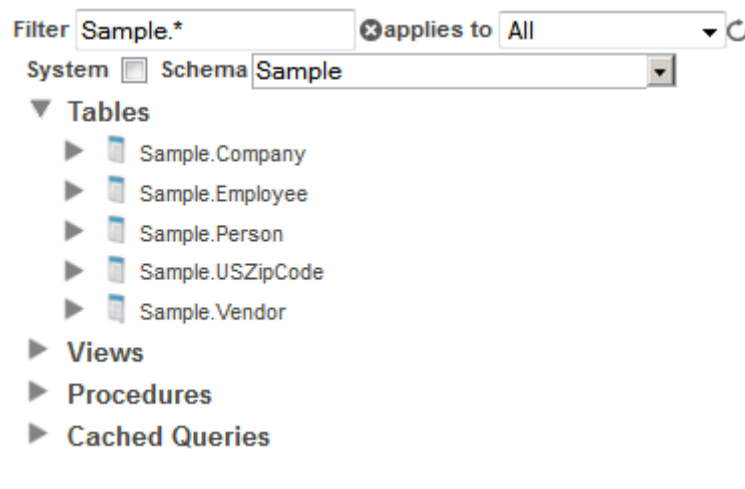 Filter Sample.* applies to All
System Schema Sample
Tables
Sample.Company
Sample.Employee
Sample.Person
Sample.USZipCode
Sample.Vendor
Views
Procedures
Cached Queries